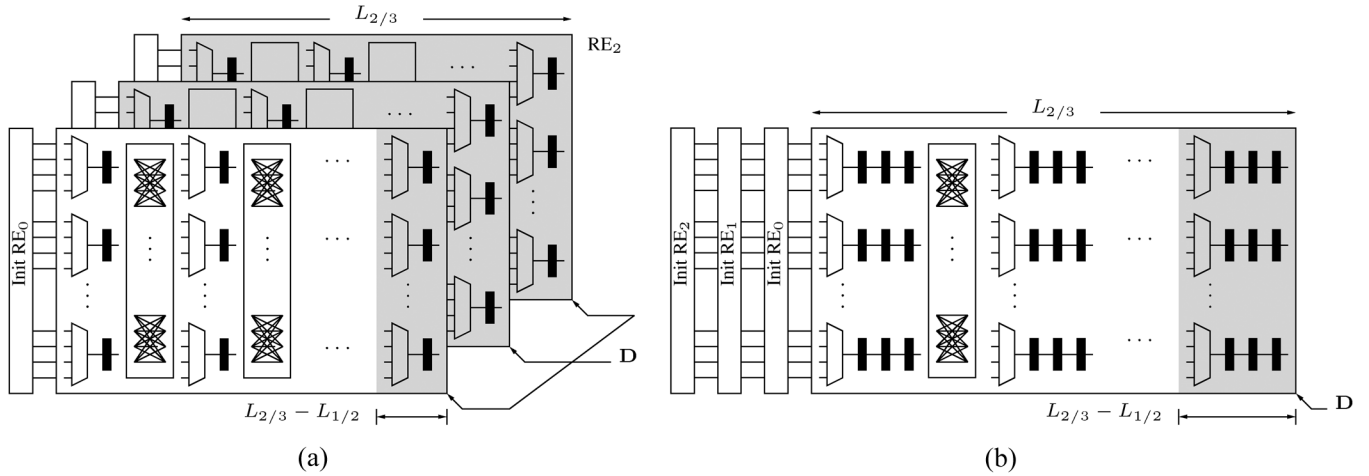 L_{2/3}
RE_2
. . .
. . .
Init RE_0
. . .
. . .
. . .
D
L_{2/3} − L_{1/2}
(a)
L_{2/3}
Init RE_2
Init RE_1
Init RE_0
. . .
. . .
. . .
L_{2/3} − L_{1/2}
D
(b)